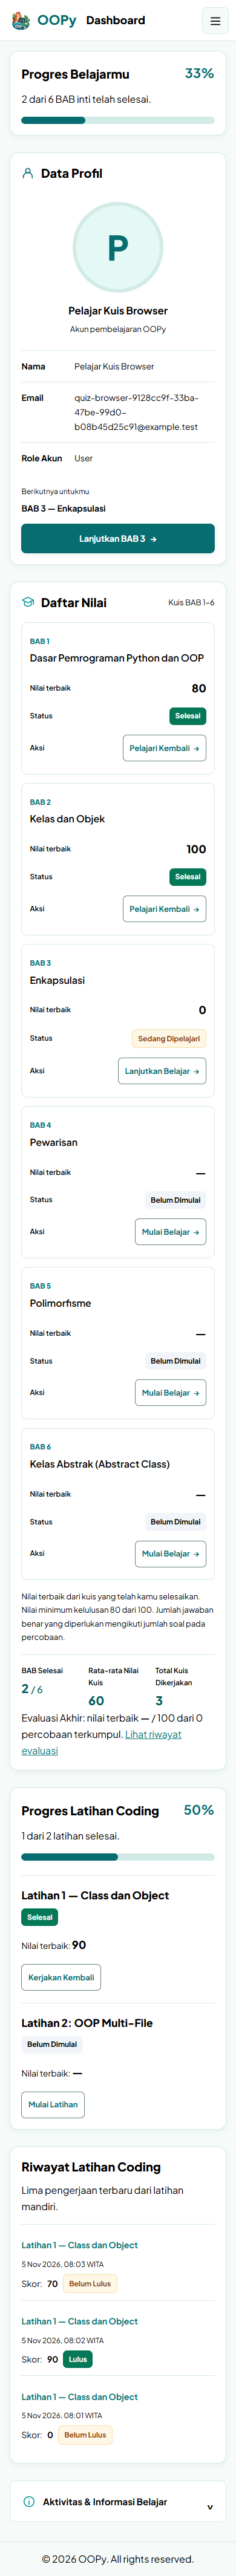 OOPy Dashboard
Progres Belajarmu 33%
2 dari 6 BAB inti telah selesai.
Data Profil
P
Pelajar Kuis Browser
Akun pembelajaran OOPy
Nama Pelajar Kuis Browser
Email quiz-browser-9128cc9f-33ba-
47be-99d0-
b08b45d25c91@example.test
Role Akun User
Berikutnya untukmu
BAB 3 — Enkapsulasi
Lanjutkan BAB 3 →
Daftar Nilai Kuis BAB 1–6
BAB 1
Dasar Pemrograman Python dan OOP
Nilai terbaik 80
Status Selesai
Aksi Pelajari Kembali →
BAB 2
Kelas dan Objek
Nilai terbaik 100
Status Selesai
Aksi Pelajari Kembali →
BAB 3
Enkapsulasi
Nilai terbaik 0
Status Sedang Dipelajari
Aksi Lanjutkan Belajar →
BAB 4
Pewarisan
Nilai terbaik —
Status Belum Dimulai
Aksi Mulai Belajar →
BAB 5
Polimorfisme
Nilai terbaik —
Status Belum Dimulai
Aksi Mulai Belajar →
BAB 6
Kelas Abstrak (Abstract Class)
Nilai terbaik —
Status Belum Dimulai
Aksi Mulai Belajar →
Nilai terbaik dari kuis yang telah kamu selesaikan.
Nilai minimum kelulusan 80 dari 100. Jumlah jawaban
benar yang diperlukan mengikuti jumlah soal pada
percobaan.
BAB Selesai Rata-rata Nilai Kuis Total Kuis Dikerjakan
2 / 6 60 3
Evaluasi Akhir: nilai terbaik — / 100 dari 0
percobaan terkumpul. Lihat riwayat
evaluasi
Progres Latihan Coding 50%
1 dari 2 latihan selesai.
Latihan 1 — Class dan Object
Selesai
Nilai terbaik: 90
Kerjakan Kembali
Latihan 2: OOP Multi-File
Belum Dimulai
Nilai terbaik: —
Mulai Latihan
Riwayat Latihan Coding
Lima pengerjaan terbaru dari latihan
mandiri.
Latihan 1 — Class dan Object
5 Nov 2026, 08:03 WITA
Skor: 70 Belum Lulus
Latihan 1 — Class dan Object
5 Nov 2026, 08:02 WITA
Skor: 90 Lulus
Latihan 1 — Class dan Object
5 Nov 2026, 08:01 WITA
Skor: 0 Belum Lulus
Aktivitas & Informasi Belajar
© 2026 OOPy. All rights reserved.